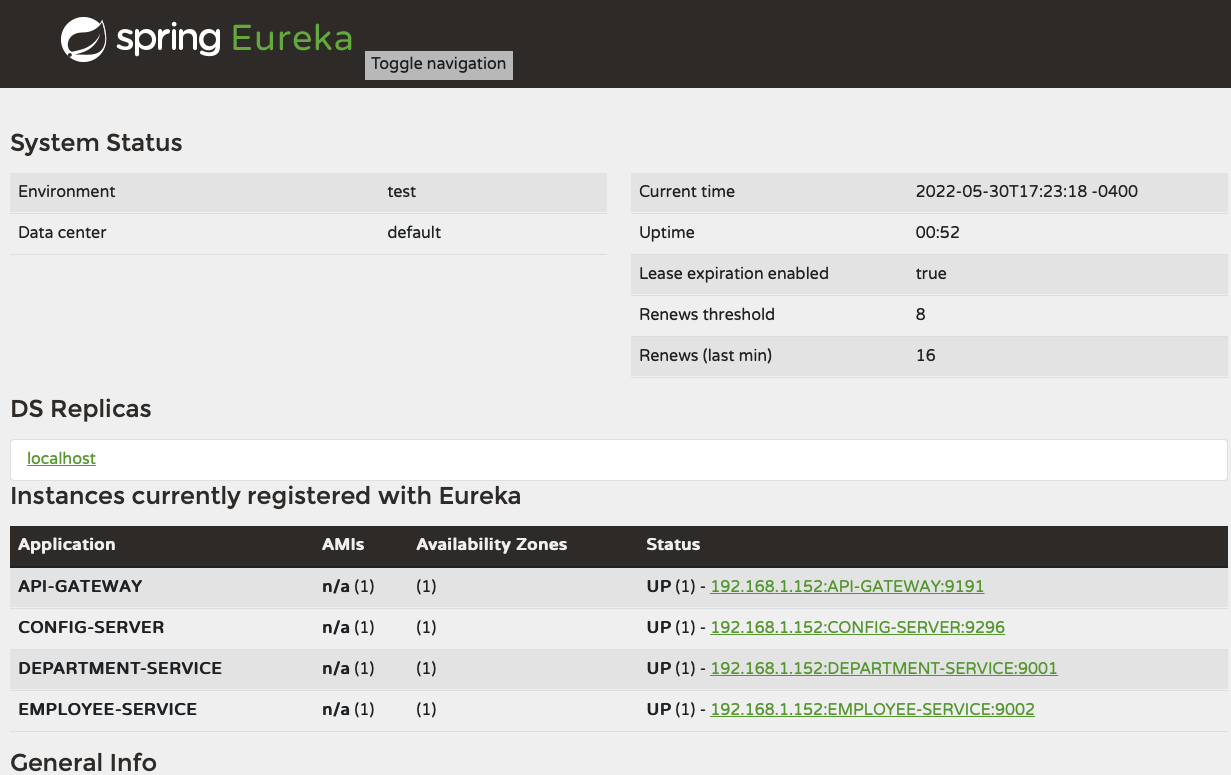 spring Eureka
Toggle navigation
System Status
Environment test
Data center default
Current time 2022-05-30T17:23:18 -0400
Uptime 00:52
Lease expiration enabled true
Renews threshold 8
Renews (last min) 16
DS Replicas
localhost
Instances currently registered with Eureka
Application AMIs Availability Zones Status
API-GATEWAY n/a (1) (1) UP (1) - 192.168.1.152:API-GATEWAY:9191
CONFIG-SERVER n/a (1) (1) UP (1) - 192.168.1.152:CONFIG-SERVER:9296
DEPARTMENT-SERVICE n/a (1) (1) UP (1) - 192.168.1.152:DEPARTMENT-SERVICE:9001
EMPLOYEE-SERVICE n/a (1) (1) UP (1) - 192.168.1.152:EMPLOYEE-SERVICE:9002
General Info